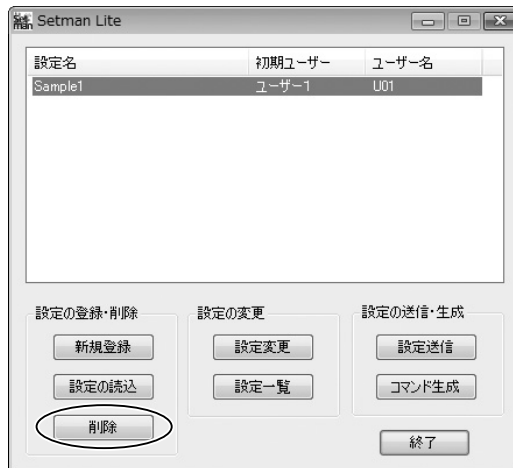 Setman Lite
設定名 初期ユーザー ユーザー名
Sample1 ユーザー1 U01
設定の登録・削除 設定の変更 設定の送信・生成
新規登録 設定変更 設定送信
設定の読込 設定一覧 コマンド生成
削除
終了